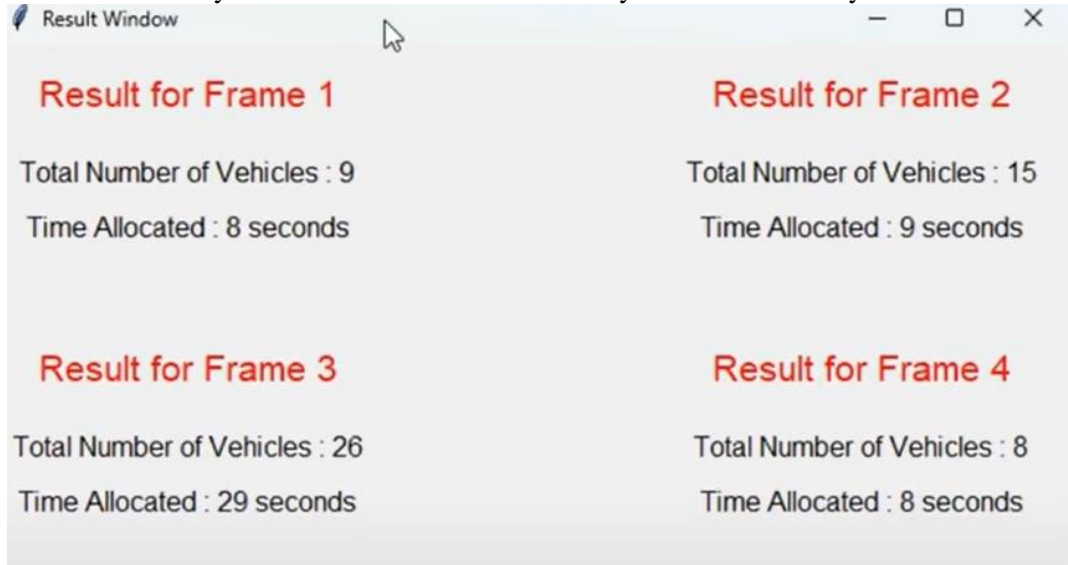 Result Window
Result for Frame 1
Total Number of Vehicles : 9
Time Allocated : 8 seconds
Result for Frame 2
Total Number of Vehicles : 15
Time Allocated : 9 seconds
Result for Frame 3
Total Number of Vehicles : 26
Time Allocated : 29 seconds
Result for Frame 4
Total Number of Vehicles : 8
Time Allocated : 8 seconds